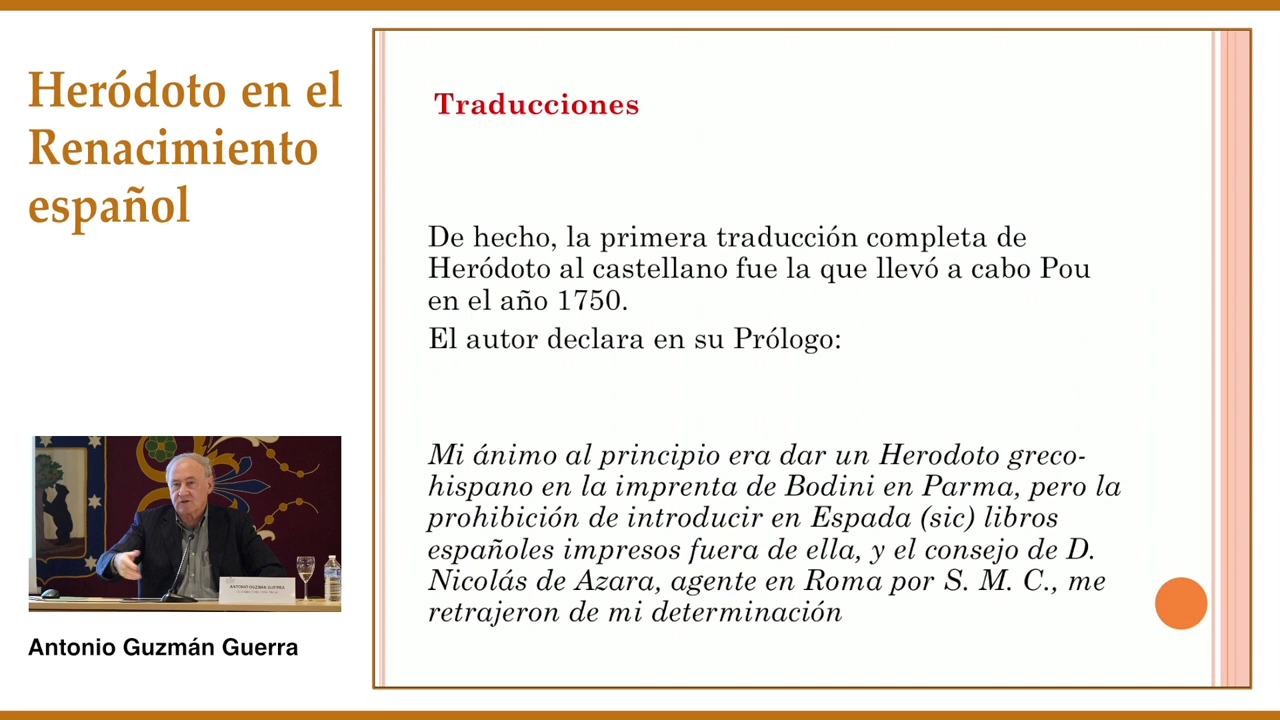 Heródoto en el
Renacimiento
español
Traducciones
De hecho, la primera traducción completa de
Heródoto al castellano fue la que llevó a cabo Pou
en el año 1750.
El autor declara en su Prólogo:
Mi ánimo al principio era dar un Herodoto greco-
hispano en la imprenta de Bodini en Parma, pero la
prohibición de introducir en Espada (sic) libros
españoles impresos fuera de ella, y el consejo de D.
Nicolás de Azara, agente en Roma por S. M. C., me
retrajeron de mi determinación
ANTONIO GUZMÁN GUERRA
Antonio Guzmán Guerra